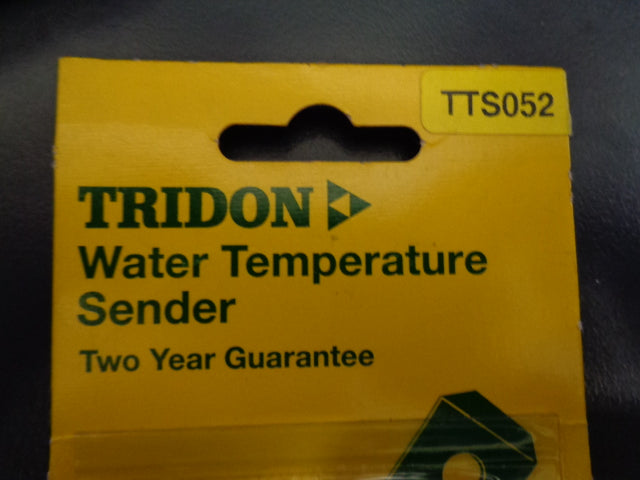 TTS052
TRIDON
Water Temperature
Sender
Two Year Guarantee